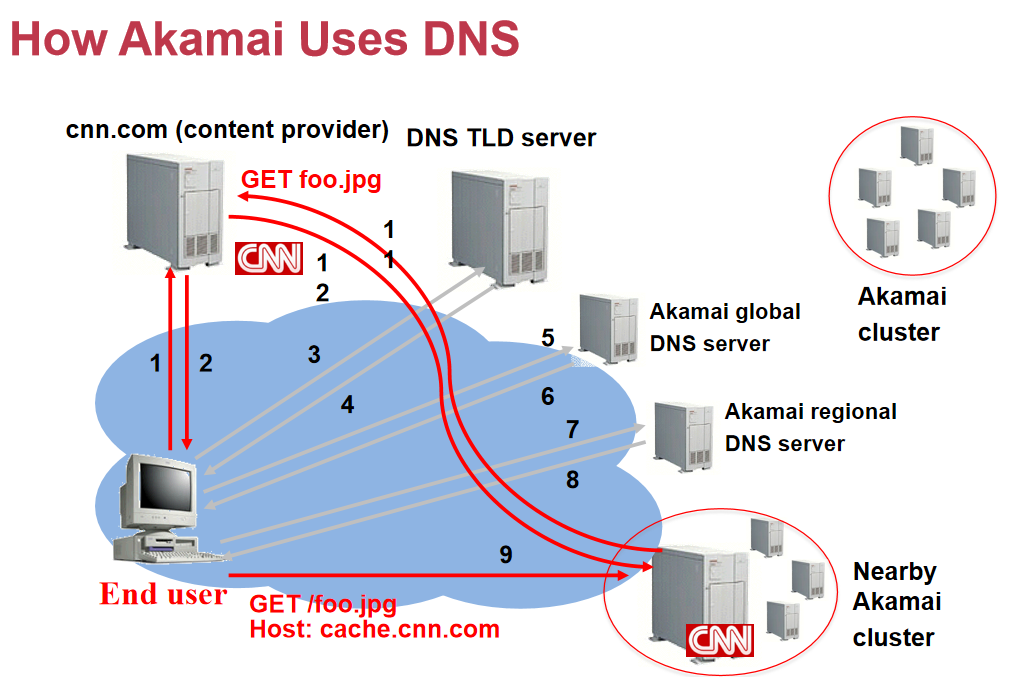 How Akamai Uses DNS
cnn.com (content provider)
DNS TLD server
GET foo.jpg
1
1
CNN
1
2
Akamai
cluster
Akamai global
DNS server
5
1
2
3
4
6
Akamai regional
DNS server
7
8
9
End user
GET /foo.jpg
Host: cache.cnn.com
CNN
Nearby
Akamai
cluster